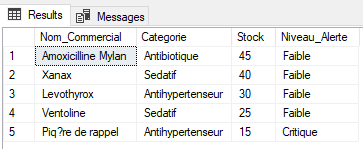 Results Messages
Nom_Commercial Categorie Stock Niveau_Alerte
1 Amoxicilline Mylan Antibiotique 45 Faible
2 Xanax Sedatif 40 Faible
3 Levothyrox Antihypertenseur 30 Faible
4 Ventoline Sedatif 25 Faible
5 Piq?re de rappel Antihypertenseur 15 Critique